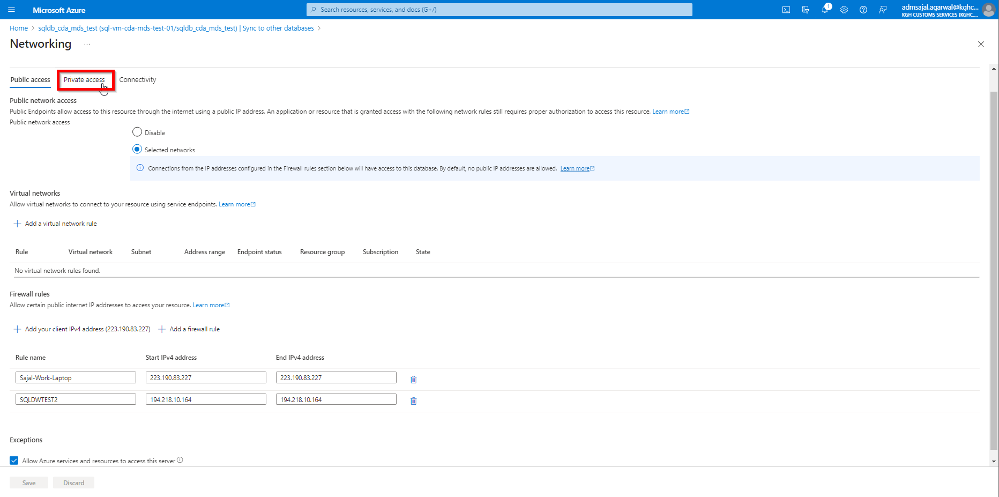 Microsoft Azure
Search resources, services, and docs (G+/)
1
admsajal.agarwal@kghc...
KGH CUSTOMS SERVICES (KGHC....
Home > sqldb_cda_mds_test (sql-vm-cda-mds-test-01/sqldb_cda_mds_test) | Sync to other databases >
Networking ...
Public access Private access Connectivity
Public network access
Public Endpoints allow access to this resource through the internet using a public IP address. An application or resource that is granted access with the following network rules still requires proper authorization to access this resource. Learn more
Public network access
Disable
Selected networks
Connections from the IP addresses configured in the Firewall rules section below will have access to this database. By default, no public IP addresses are allowed. Learn more
Virtual networks
Allow virtual networks to connect to your resource using service endpoints. Learn more
+ Add a virtual network rule
Rule Virtual network Subnet Address range Endpoint status Resource group Subscription State
No virtual network rules found.
Firewall rules
Allow certain public internet IP addresses to access your resource. Learn more
+ Add your client IPv4 address (223.190.83.227) + Add a firewall rule
Rule name Start IPv4 address End IPv4 address
Sajal-Work-Laptop 223.190.83.227 223.190.83.227
SQLDWTEST2 194.218.10.164 194.218.10.164
Exceptions
Allow Azure services and resources to access this server
Save Discard